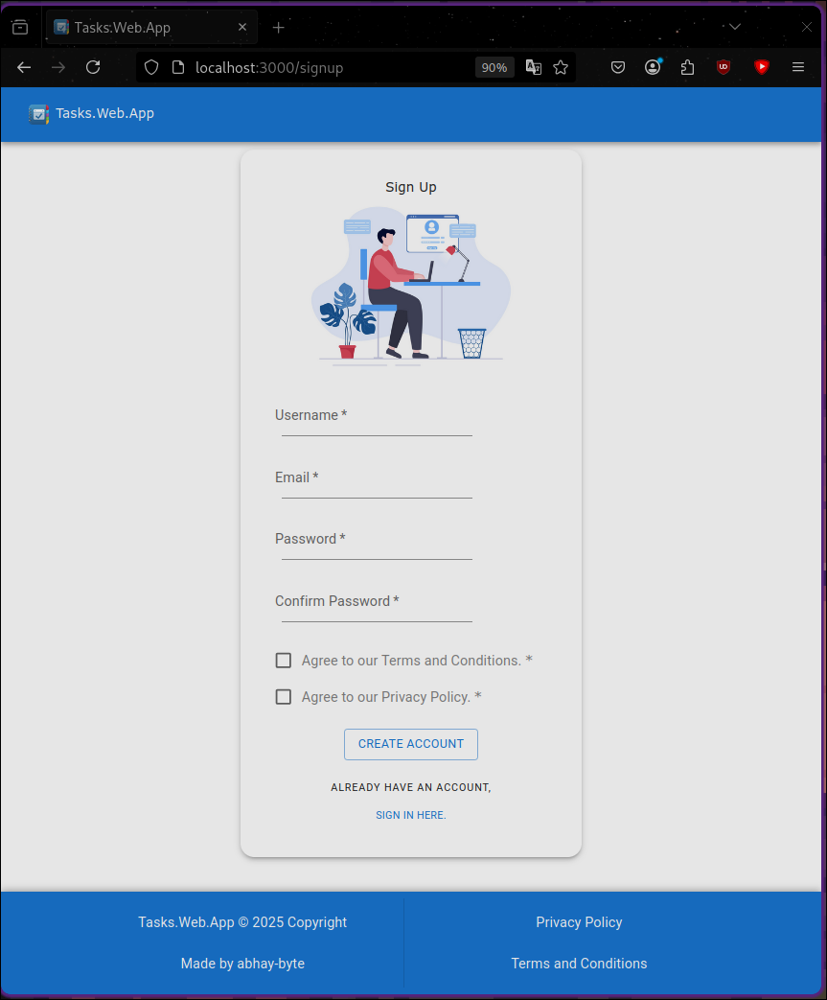 Tasks.Web.App
localhost:3000/signup
90%
Tasks.Web.App
Sign Up
Username *
Email *
Password *
Confirm Password *
Agree to our Terms and Conditions. *
Agree to our Privacy Policy. *
CREATE ACCOUNT
ALREADY HAVE AN ACCOUNT,
SIGN IN HERE.
Tasks.Web.App © 2025 Copyright
Privacy Policy
Made by abhay-byte
Terms and Conditions